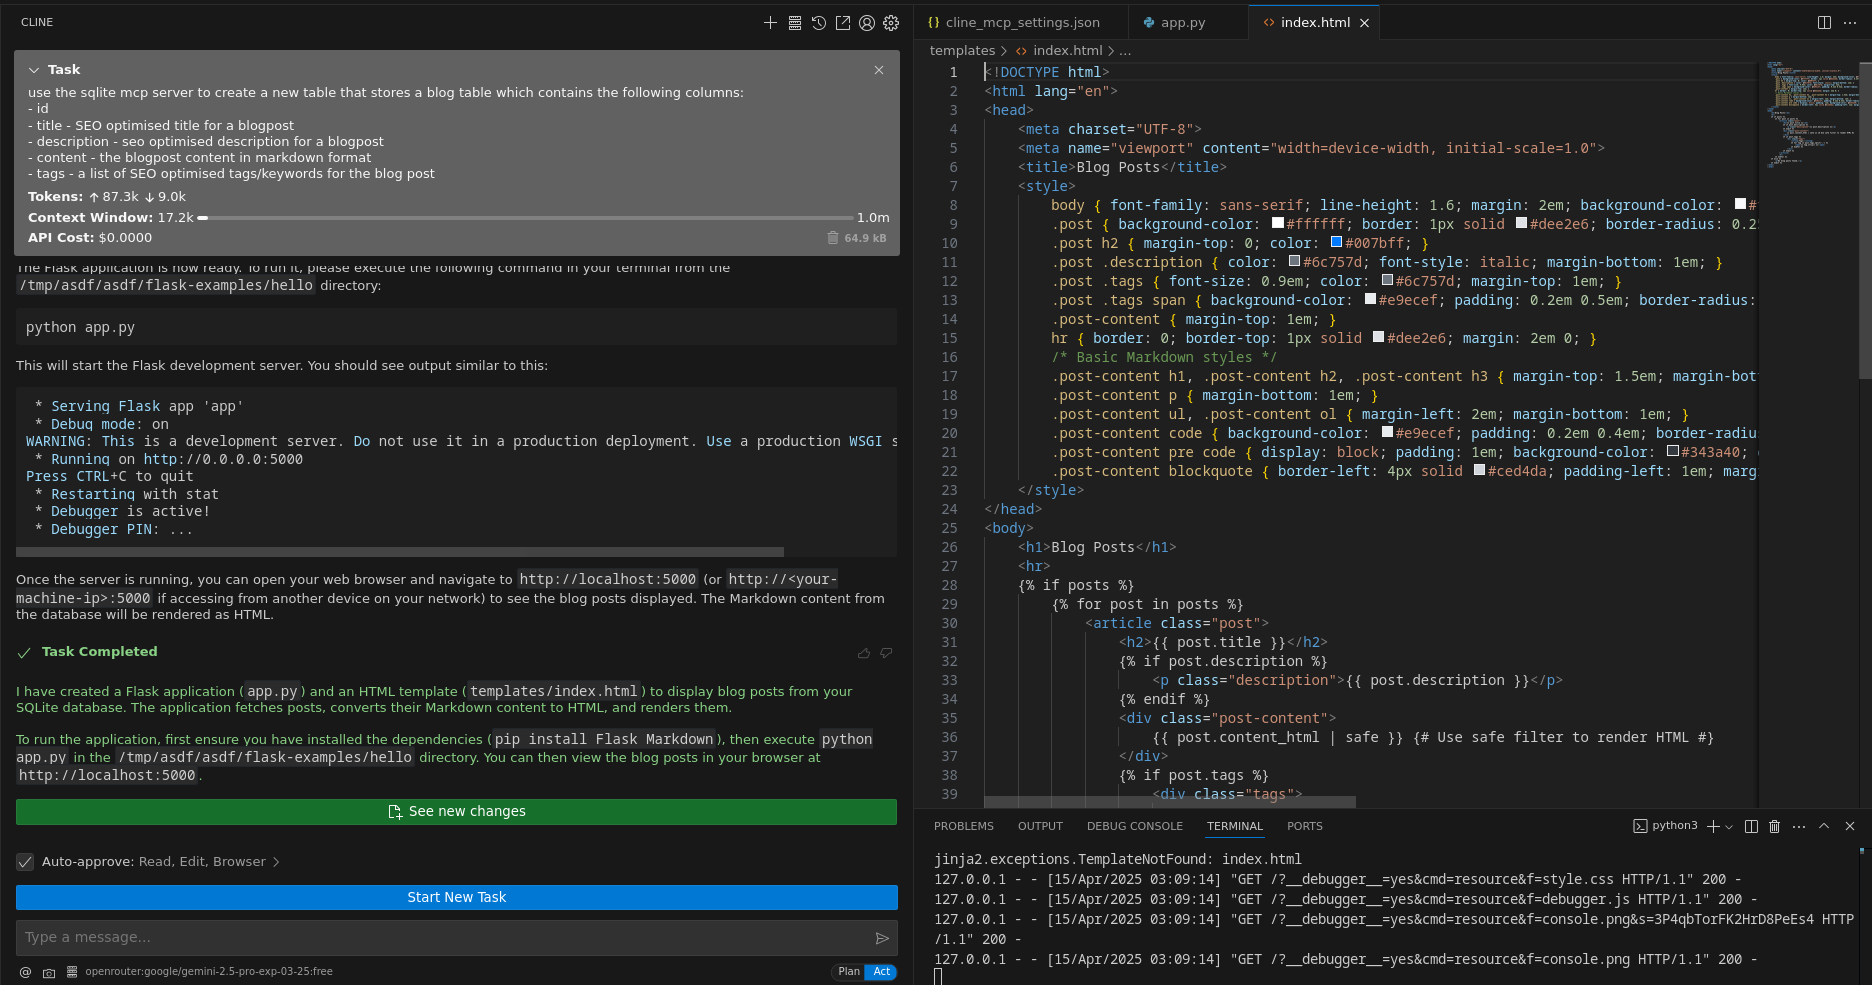 CLINE
Task
use the sqlite mcp server to create a new table that stores a blog table which contains the following columns:
- id
- title - SEO optimised title for a blogpost
- description - seo optimised description for a blogpost
- content - the blogpost content in markdown format
- tags - a list of SEO optimised tags/keywords for the blog post
Tokens: ↑ 87.3k ↓ 9.0k
Context Window: 17.2k 1.0m
API Cost: $0.0000 64.9 kB
The Flask application is now ready. To run it, please execute the following command in your terminal from the
/tmp/asdf/asdf/flask-examples/hello directory:
python app.py
This will start the Flask development server. You should see output similar to this:
* Serving Flask app 'app'
* Debug mode: on
WARNING: This is a development server. Do not use it in a production deployment. Use a production WSGI s
* Running on http://0.0.0.0:5000
Press CTRL+C to quit
* Restarting with stat
* Debugger is active!
* Debugger PIN: ...
Once the server is running, you can open your web browser and navigate to http://localhost:5000 (or http://<your-
machine-ip>:5000 if accessing from another device on your network) to see the blog posts displayed. The Markdown content from
the database will be rendered as HTML.
Task Completed
I have created a Flask application (app.py) and an HTML template (templates/index.html) to display blog posts from your
SQLite database. The application fetches posts, converts their Markdown content to HTML, and renders them.
To run the application, first ensure you have installed the dependencies (pip install Flask Markdown), then execute python
app.py in the /tmp/asdf/asdf/flask-examples/hello directory. You can then view the blog posts in your browser at
http://localhost:5000.
See new changes
Auto-approve: Read, Edit, Browser >
Start New Task
Type a message...
@ openrouter:google/gemini-2.5-pro-exp-03-25:free Plan Act
{} cline_mcp_settings.json app.py <> index.html ×
templates > <> index.html > ...
1 <!DOCTYPE html>
2 <html lang="en">
3 <head>
4 <meta charset="UTF-8">
5 <meta name="viewport" content="width=device-width, initial-scale=1.0">
6 <title>Blog Posts</title>
7 <style>
8 body { font-family: sans-serif; line-height: 1.6; margin: 2em; background-color: #
9 .post { background-color: #ffffff; border: 1px solid #dee2e6; border-radius: 0.25
10 .post h2 { margin-top: 0; color: #007bff; }
11 .post .description { color: #6c757d; font-style: italic; margin-bottom: 1em; }
12 .post .tags { font-size: 0.9em; color: #6c757d; margin-top: 1em; }
13 .post .tags span { background-color: #e9ecef; padding: 0.2em 0.5em; border-radius:
14 .post-content { margin-top: 1em; }
15 hr { border: 0; border-top: 1px solid #dee2e6; margin: 2em 0; }
16 /* Basic Markdown styles */
17 .post-content h1, .post-content h2, .post-content h3 { margin-top: 1.5em; margin-bot
18 .post-content p { margin-bottom: 1em; }
19 .post-content ul, .post-content ol { margin-left: 2em; margin-bottom: 1em; }
20 .post-content code { background-color: #e9ecef; padding: 0.2em 0.4em; border-radiu
21 .post-content pre code { display: block; padding: 1em; background-color: #343a40;
22 .post-content blockquote { border-left: 4px solid #ced4da; padding-left: 1em; marg
23 </style>
24 </head>
25 <body>
26 <h1>Blog Posts</h1>
27 <hr>
28 {% if posts %}
29 {% for post in posts %}
30 <article class="post">
31 <h2>{{ post.title }}</h2>
32 {% if post.description %}
33 <p class="description">{{ post.description }}</p>
34 {% endif %}
35 <div class="post-content">
36 {{ post.content_html | safe }} {# Use safe filter to render HTML #}
37 </div>
38 {% if post.tags %}
39 <div class="tags">
PROBLEMS OUTPUT DEBUG CONSOLE TERMINAL PORTS python3
jinja2.exceptions.TemplateNotFound: index.html
127.0.0.1 - - [15/Apr/2025 03:09:14] "GET /?__debugger__=yes&cmd=resource&f=style.css HTTP/1.1" 200 -
127.0.0.1 - - [15/Apr/2025 03:09:14] "GET /?__debugger__=yes&cmd=resource&f=debugger.js HTTP/1.1" 200 -
127.0.0.1 - - [15/Apr/2025 03:09:14] "GET /?__debugger__=yes&cmd=resource&f=console.png&s=3P4qbTorFK2HrD8PeEs4 HTTP
/1.1" 200 -
127.0.0.1 - - [15/Apr/2025 03:09:14] "GET /?__debugger__=yes&cmd=resource&f=console.png HTTP/1.1" 200 -